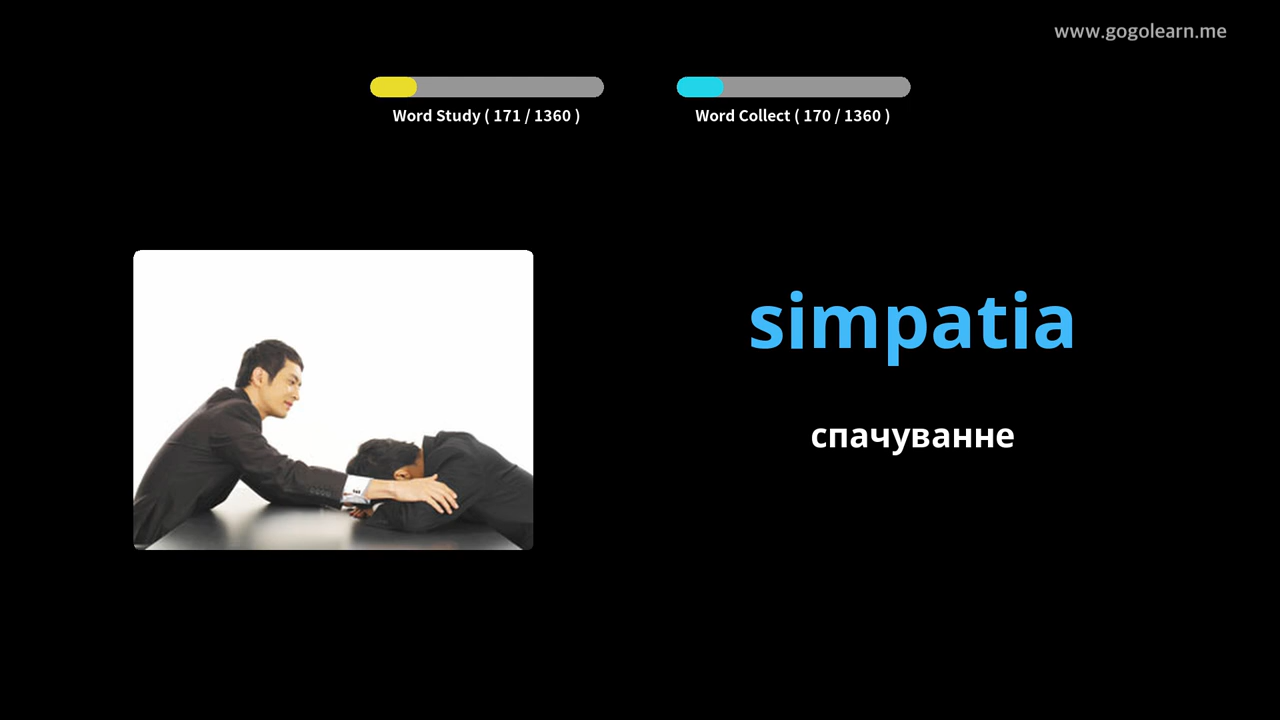 www.gogolearn.me
Word Study ( 171 / 1360 )
Word Collect ( 170 / 1360 )
simpatia
спачуванне